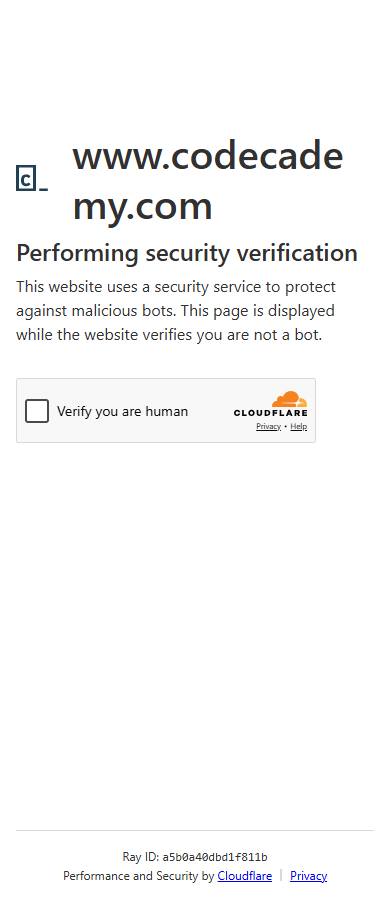 c_
www.codecade
my.com
Performing security verification
This website uses a security service to protect
against malicious bots. This page is displayed
while the website verifies you are not a bot.
Verify you are human
CLOUDFLARE
Privacy • Help
Ray ID: a5b0a40dbd1f811b
Performance and Security by Cloudflare | Privacy